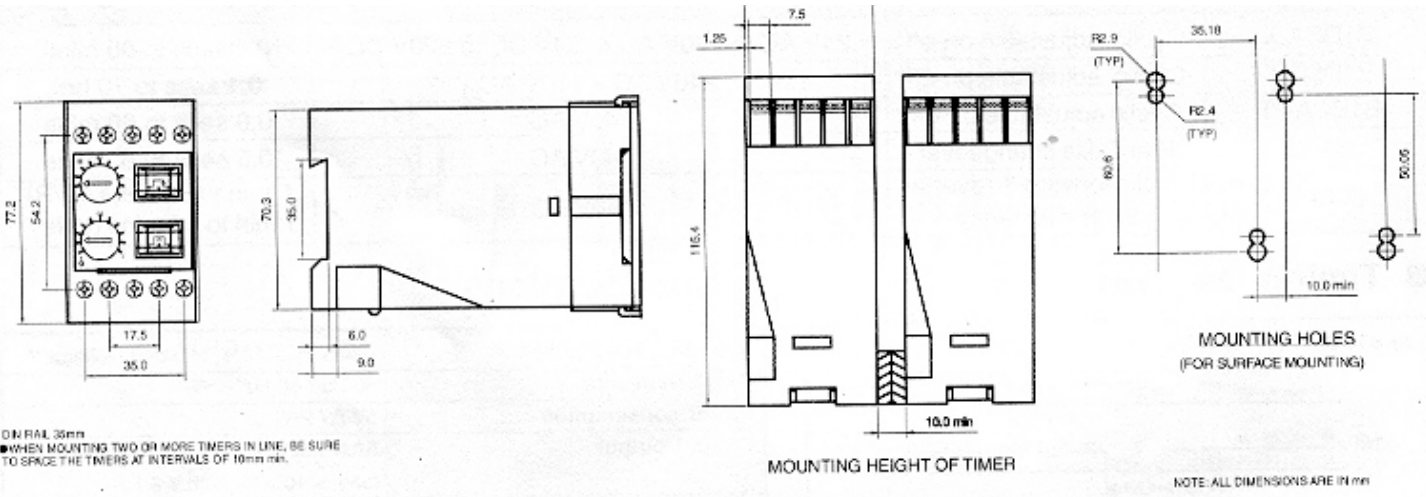 77.2
54.2
17.5
35.0
70.3
35.0
6.0
9.0
DIN RAIL 35mm
●WHEN MOUNTING TWO OR MORE TIMERS IN LINE, BE SURE
TO SPACE THE TIMERS AT INTERVALS OF 10mm min.
7.5
1.25
115.4
10.0 min
MOUNTING HEIGHT OF TIMER
R2.9
(TYP)
35.18
R2.4
(TYP)
60.6
50.05
10.0 min
MOUNTING HOLES
(FOR SURFACE MOUNTING)
NOTE: ALL DIMENSIONS ARE IN mm